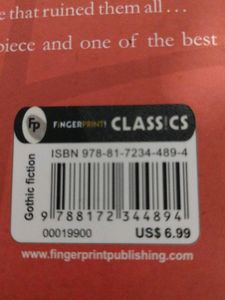 e that ruined them all...
piece and one of the best
FP FiNGERPRINT! CLASSiCS
ISBN 978-81-7234-489-4
Gothic fiction
9 788172 344894
00019900 US$ 6.99
www.fingerprintpublishing.com